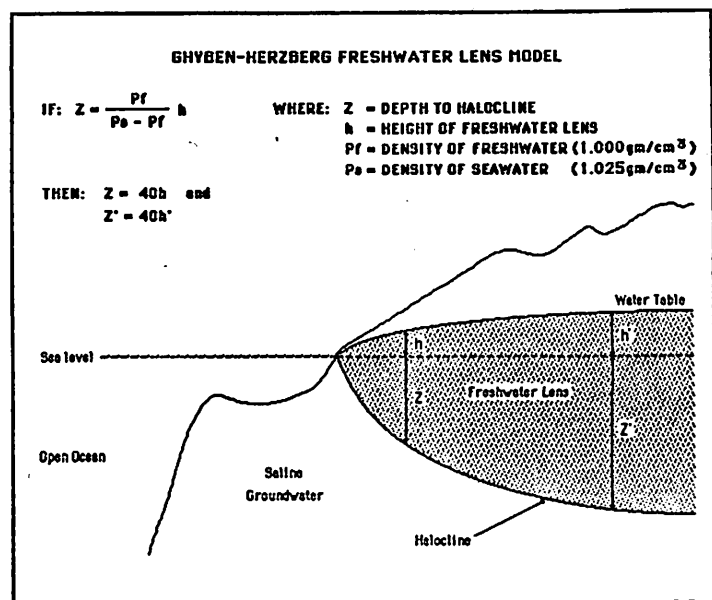 GHYBEN-HERZBERG FRESHWATER LENS MODEL
IF: Z = Pf / Ps - Pf h
WHERE: Z = DEPTH TO HALOCLINE
h = HEIGHT OF FRESHWATER LENS
Pf = DENSITY OF FRESHWATER (1.000gm/cm³)
Ps = DENSITY OF SEAWATER (1.025gm/cm³)
THEN: Z = 40h and
Z' = 40h'
Water Table
Sea level
h
h'
Z
Freshwater Lens
Z'
Open Ocean
Saline
Groundwater
Halocline